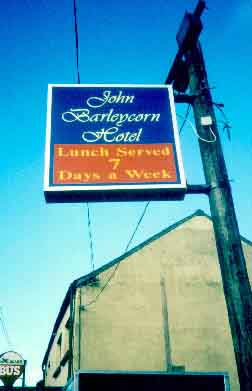 John
Barleycorn
Hotel
Lunch Served
7
Days a Week
BUS